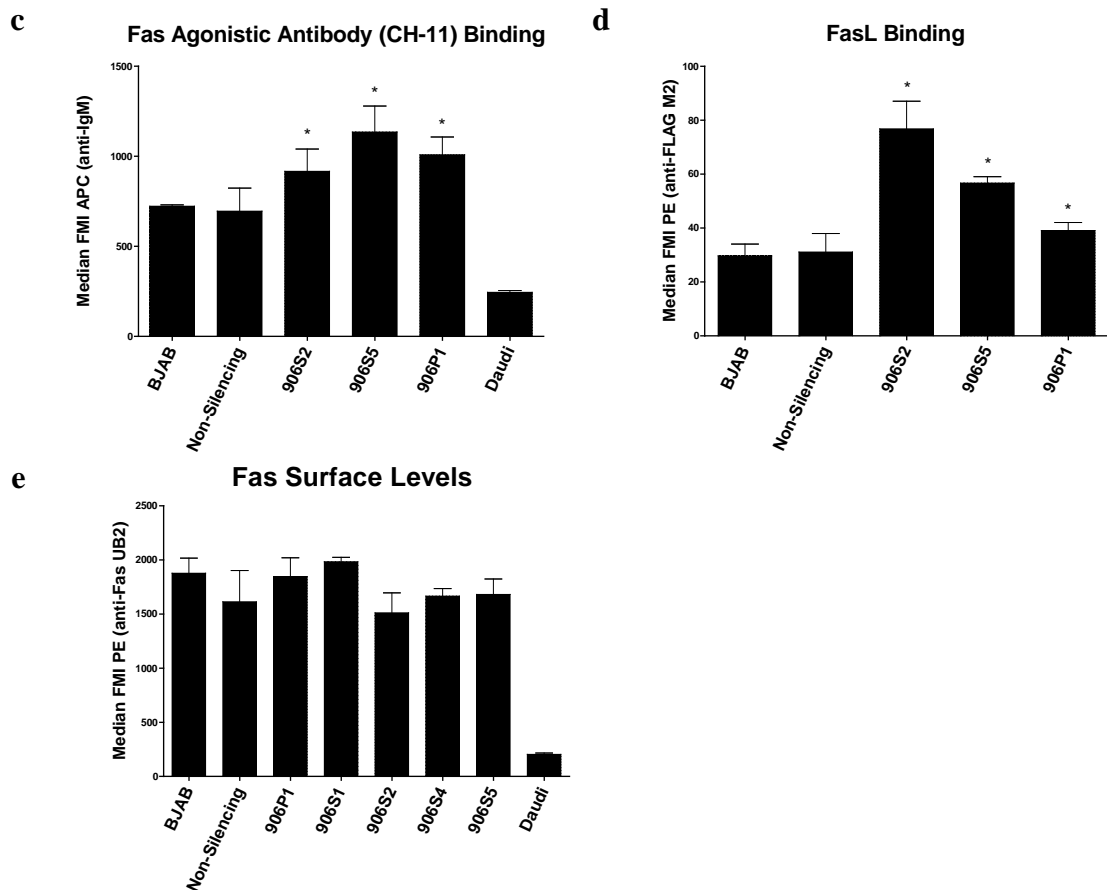 c
Fas Agonistic Antibody (CH-11) Binding
Median FMI APC (anti-IgM)
1500
1000
500
0
*
*
*
BJAB
Non-Silencing
906S2
906S5
906P1
Daudi
d
FasL Binding
Median FMI PE (anti-FLAG M2)
100
80
60
40
20
0
*
*
*
BJAB
Non-Silencing
906S2
906S5
906P1
e
Fas Surface Levels
Median FMI PE (anti-Fas UB2)
2500
2000
1500
1000
500
0
BJAB
Non-Silencing
906P1
906S1
906S2
906S4
906S5
Daudi